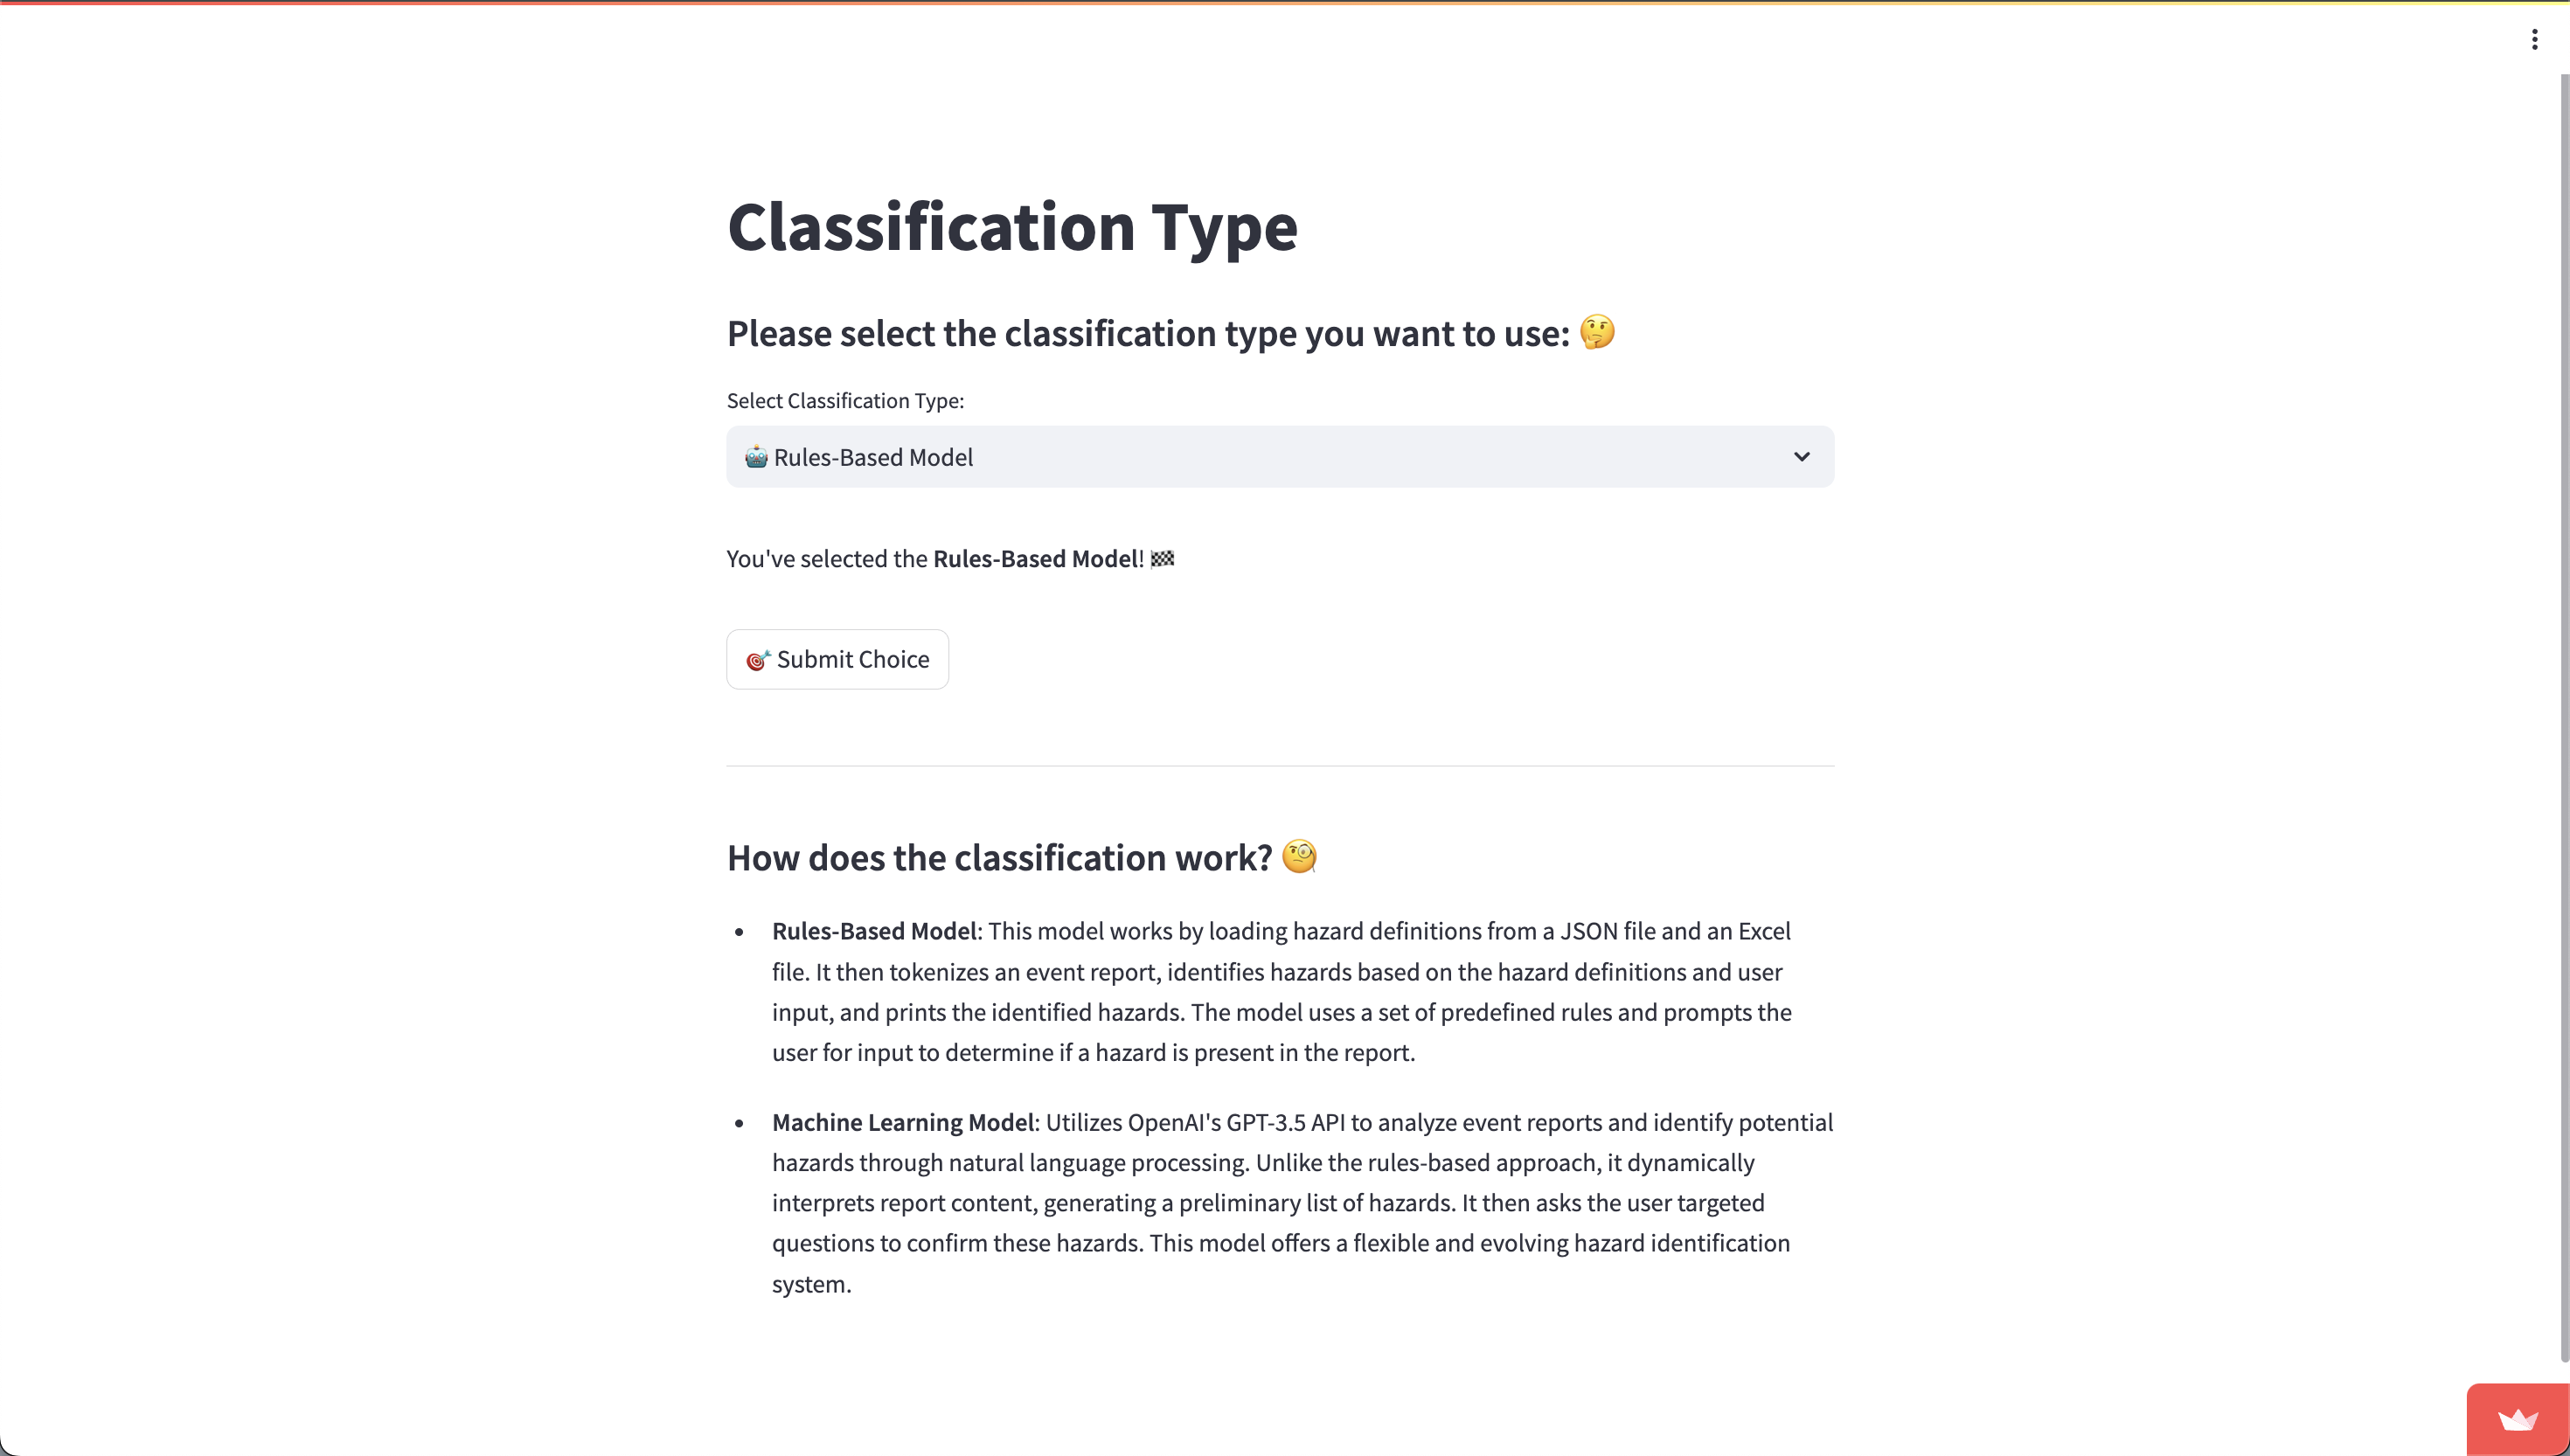 Classification Type
Please select the classification type you want to use: 🤔
Select Classification Type:
🤖 Rules-Based Model
You've selected the Rules-Based Model! 🏁
🎯 Submit Choice
How does the classification work? 🧐
• Rules-Based Model: This model works by loading hazard definitions from a JSON file and an Excel
file. It then tokenizes an event report, identifies hazards based on the hazard definitions and user
input, and prints the identified hazards. The model uses a set of predefined rules and prompts the
user for input to determine if a hazard is present in the report.
• Machine Learning Model: Utilizes OpenAI's GPT-3.5 API to analyze event reports and identify potential
hazards through natural language processing. Unlike the rules-based approach, it dynamically
interprets report content, generating a preliminary list of hazards. It then asks the user targeted
questions to confirm these hazards. This model offers a flexible and evolving hazard identification
system.